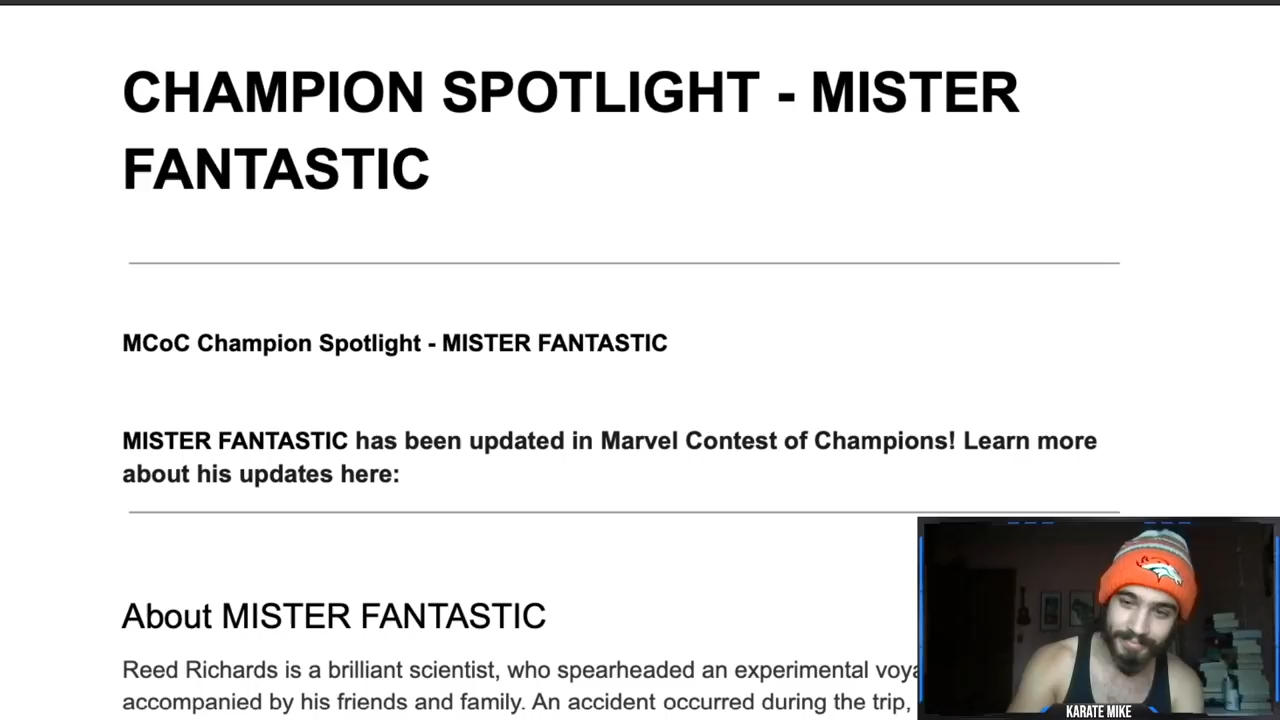 CHAMPION SPOTLIGHT - MISTER
FANTASTIC
MCoC Champion Spotlight - MISTER FANTASTIC
MISTER FANTASTIC has been updated in Marvel Contest of Champions! Learn more
about his updates here:
About MISTER FANTASTIC
Reed Richards is a brilliant scientist, who spearheaded an experimental voya
accompanied by his friends and family. An accident occurred during the trip,
KARATE MIKE